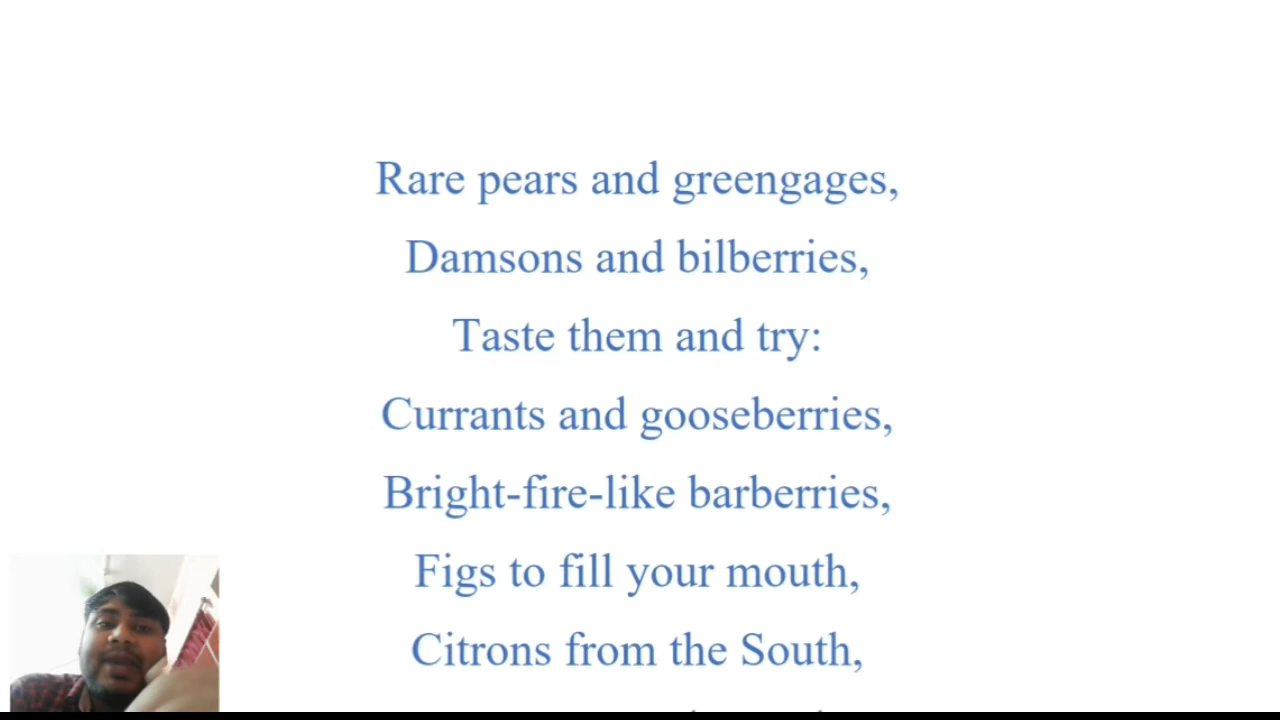 Rare pears and greengages,
Damsons and bilberries,
Taste them and try:
Currants and gooseberries,
Bright-fire-like barberries,
Figs to fill your mouth,
Citrons from the South,